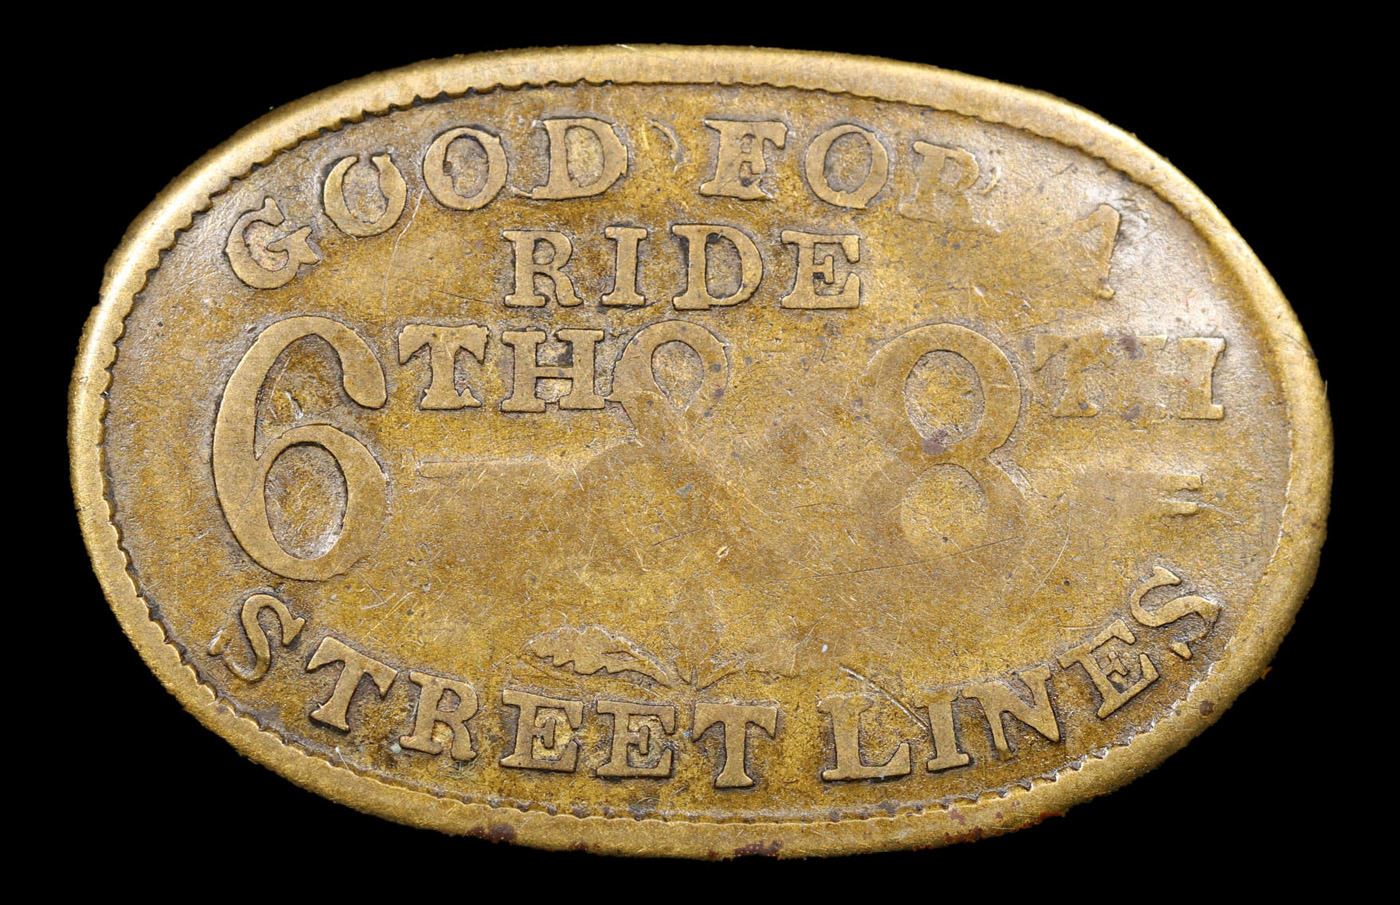 GOOD FOR 1
RIDE
6TH & 8TH
STREET LINES